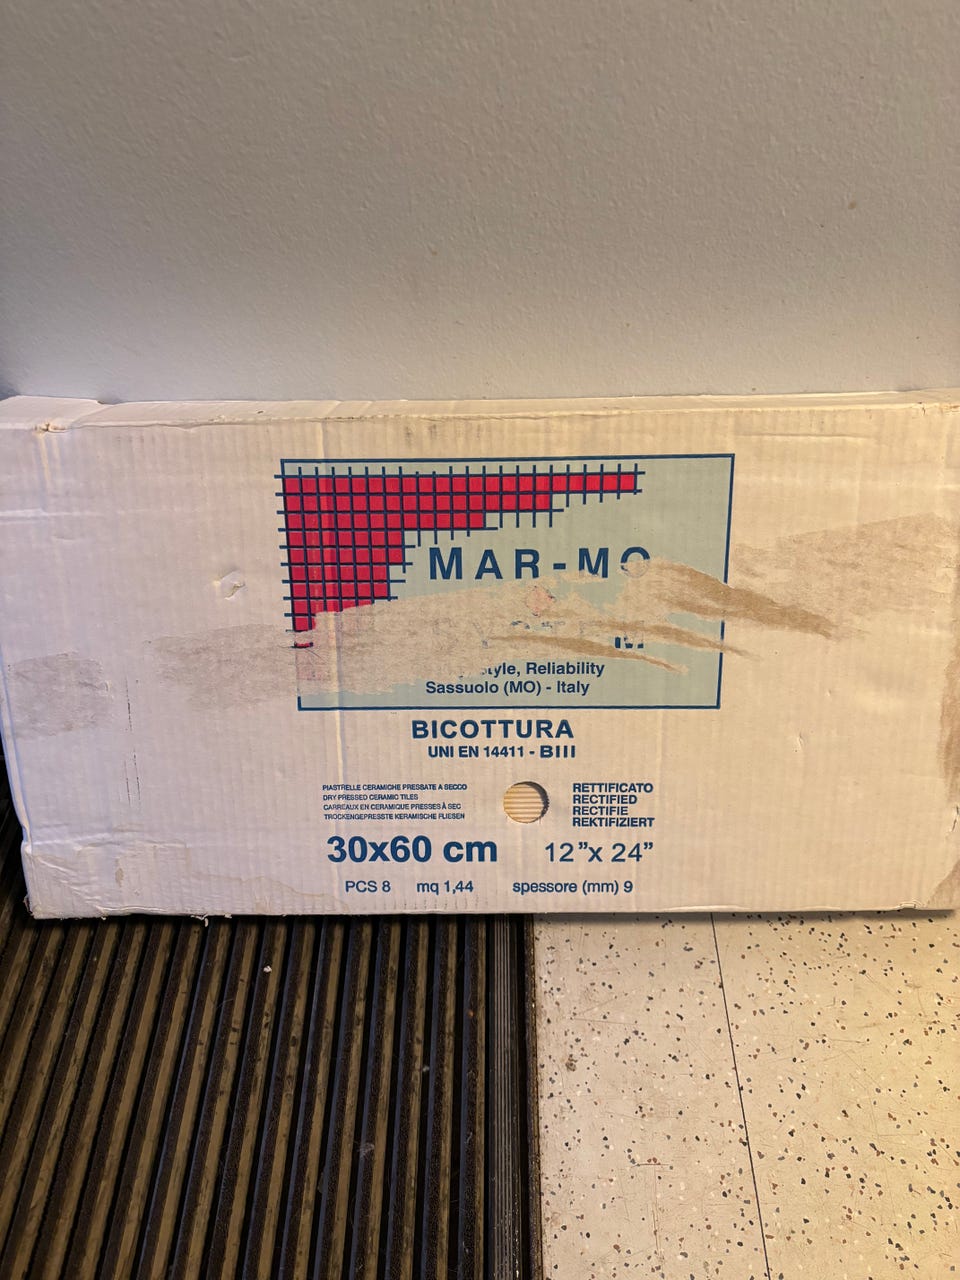 MAR-MO
SYSTEM
Style, Reliability
Sassuolo (MO) - Italy
BICOTTURA
UNI EN 14411 - BIII
PIASTRELLE CERAMICHE PRESSATE A SECCO
DRY PRESSED CERAMIC TILES
CARREAUX EN CERAMIQUE PRESSES À SEC
TROCKENGEPRESSTE KERAMISCHE FLIESEN
RETTIFICATO
RECTIFIED
RECTIFIE
REKTIFIZIERT
30x60 cm
12”x 24”
PCS 8 mq 1,44 spessore (mm) 9